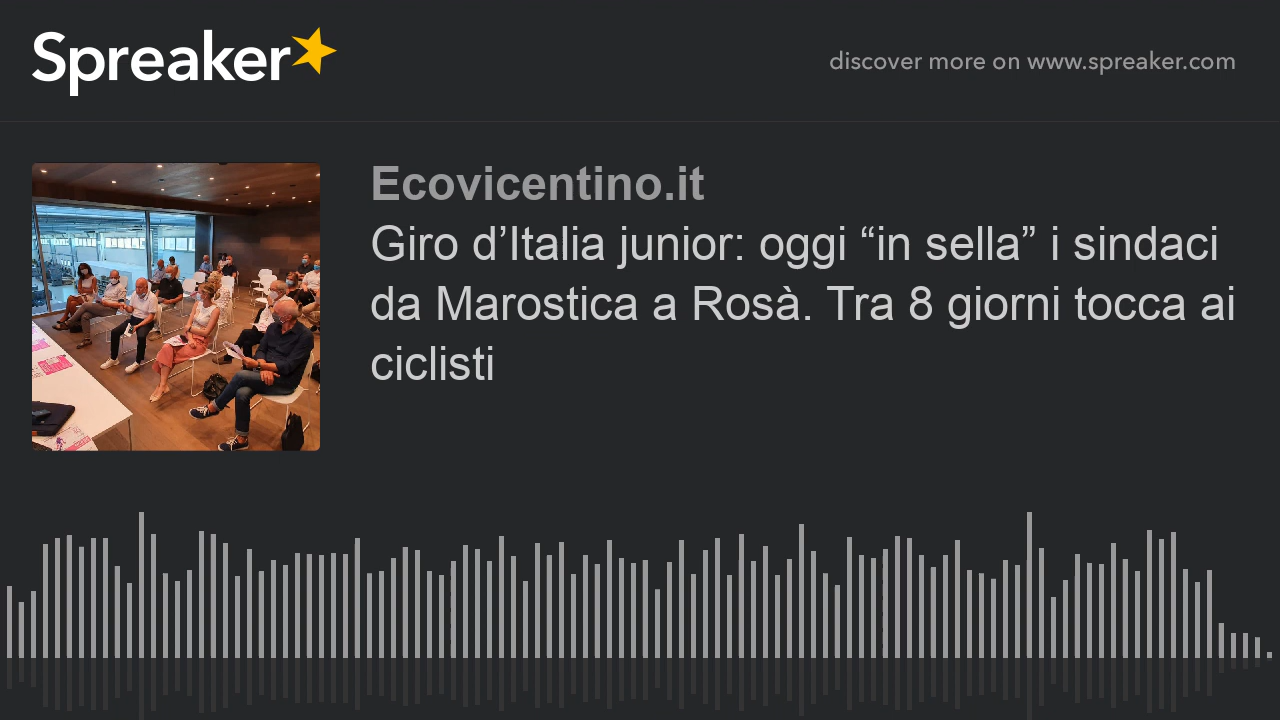 Spreaker
discover more on www.spreaker.com
Ecovicentino.it
Giro d’Italia junior: oggi “in sella” i sindaci
da Marostica a Rosà. Tra 8 giorni tocca ai
ciclisti